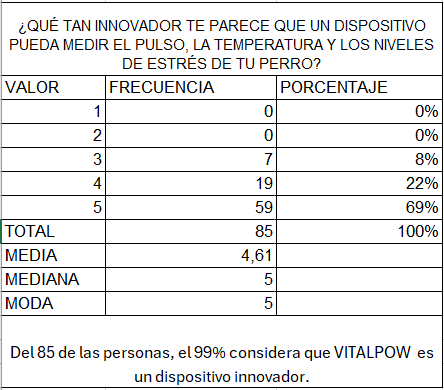 ¿QUÉ TAN INNOVADOR TE PARECE QUE UN DISPOSITIVO
PUEDA MEDIR EL PULSO, LA TEMPERATURA Y LOS NIVELES
DE ESTRÉS DE TU PERRO?
VALOR FRECUENCIA PORCENTAJE
1 0 0%
2 0 0%
3 7 8%
4 19 22%
5 59 69%
TOTAL 85 100%
MEDIA 4,61
MEDIANA 5
MODA 5
Del 85 de las personas, el 99% considera que VITALPOW es
un dispositivo innovador.